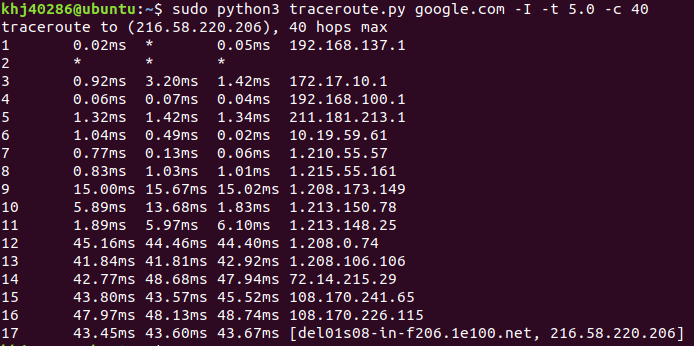 khj40286@ubuntu:~$ sudo python3 traceroute.py google.com -I -t 5.0 -c 40
traceroute to (216.58.220.206), 40 hops max
1 0.02ms * 0.05ms 192.168.137.1
2 * * *
3 0.92ms 3.20ms 1.42ms 172.17.10.1
4 0.06ms 0.07ms 0.04ms 192.168.100.1
5 1.32ms 1.42ms 1.34ms 211.181.213.1
6 1.04ms 0.49ms 0.02ms 10.19.59.61
7 0.77ms 0.13ms 0.06ms 1.210.55.57
8 0.83ms 1.03ms 1.01ms 1.215.55.161
9 15.00ms 15.67ms 15.02ms 1.208.173.149
10 5.89ms 13.68ms 1.83ms 1.213.150.78
11 1.89ms 5.97ms 6.10ms 1.213.148.25
12 45.16ms 44.46ms 44.40ms 1.208.0.74
13 41.84ms 41.81ms 42.92ms 1.208.106.106
14 42.77ms 48.68ms 47.94ms 72.14.215.29
15 43.80ms 43.57ms 45.52ms 108.170.241.65
16 47.97ms 48.13ms 48.74ms 108.170.226.115
17 43.45ms 43.60ms 43.67ms [del01s08-in-f206.1e100.net, 216.58.220.206]